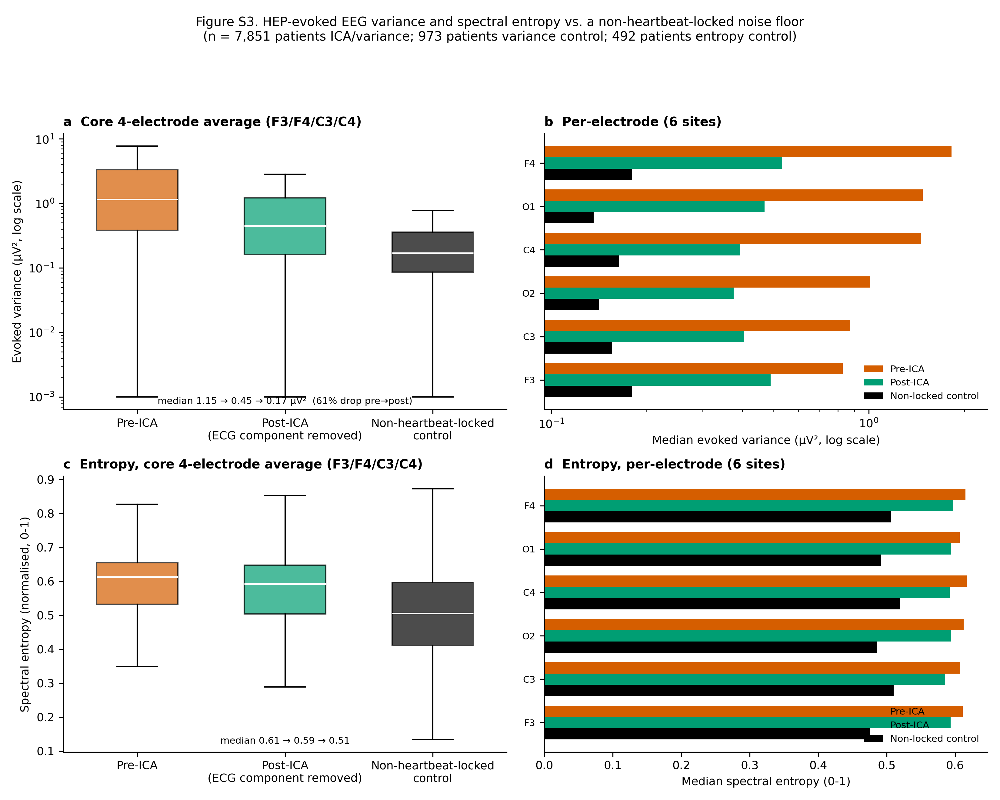 Figure S3. HEP-evoked EEG variance and spectral entropy vs. a non-heartbeat-locked noise floor
(n = 7,851 patients ICA/variance; 973 patients variance control; 492 patients entropy control)
a Core 4-electrode average (F3/F4/C3/C4)
Evoked variance (µV², log scale)
10¹
10⁰
10⁻¹
10⁻²
10⁻³
median 1.15 → 0.45 → 0.17 µV² (61% drop pre→post)
Pre-ICA
Post-ICA
(ECG component removed)
Non-heartbeat-locked
control
b Per-electrode (6 sites)
F4
O1
C4
O2
C3
F3
Pre-ICA
Post-ICA
Non-locked control
10⁻¹
10⁰
Median evoked variance (µV², log scale)
c Entropy, core 4-electrode average (F3/F4/C3/C4)
Spectral entropy (normalised, 0-1)
0.9
0.8
0.7
0.6
0.5
0.4
0.3
0.2
0.1
median 0.61 → 0.59 → 0.51
Pre-ICA
Post-ICA
(ECG component removed)
Non-heartbeat-locked
control
d Entropy, per-electrode (6 sites)
F4
O1
C4
O2
C3
F3
Pre-ICA
Post-ICA
Non-locked control
0.0
0.1
0.2
0.3
0.4
0.5
0.6
Median spectral entropy (0-1)